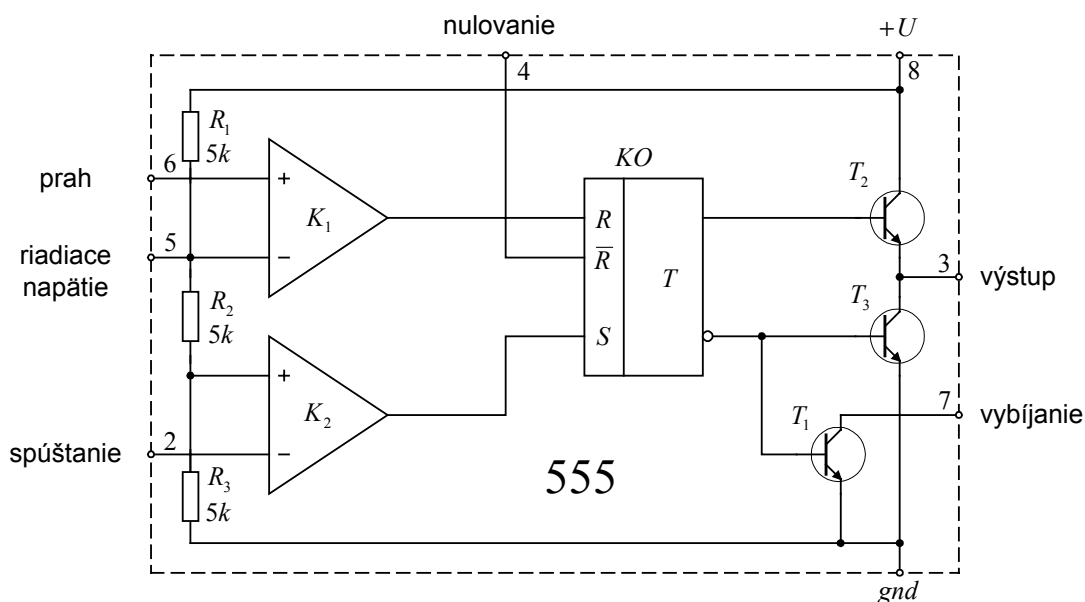 nulovanie
+U
4
8
R1
5k
6
prah
KO
T2
+
K1
R
5
riadiace
napätie
−
R̅
T
3
výstup
R2
5k
T3
S
+
K2
7
vybíjanie
T1
2
spúštanie
−
R3
5k
555
gnd